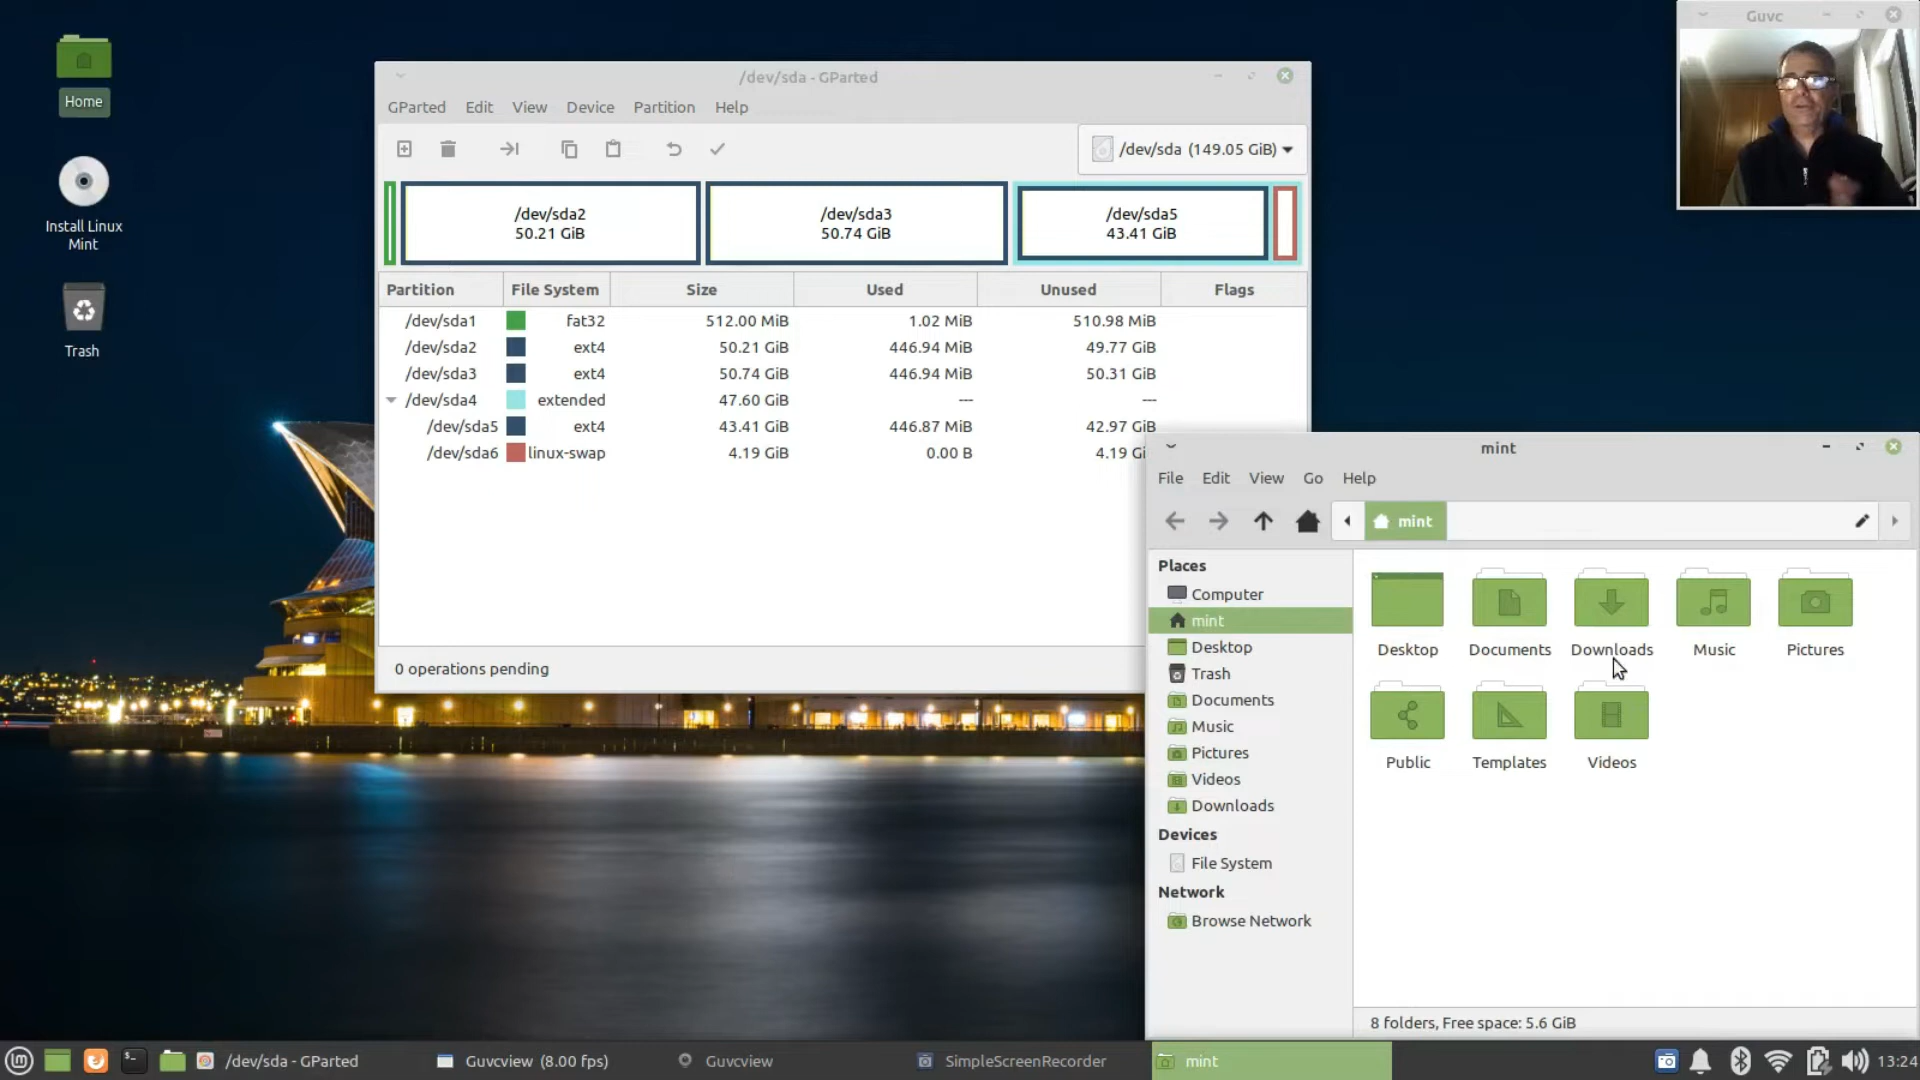 Home
Install Linux
Mint
Trash
/dev/sda - GParted
GParted Edit View Device Partition Help
/dev/sda (149.05 GiB)
/dev/sda2
50.21 GiB
/dev/sda3
50.74 GiB
/dev/sda5
43.41 GiB
Partition File System Size Used Unused Flags
/dev/sda1 fat32 512.00 MiB 1.02 MiB 510.98 MiB
/dev/sda2 ext4 50.21 GiB 446.94 MiB 49.77 GiB
/dev/sda3 ext4 50.74 GiB 446.94 MiB 50.31 GiB
/dev/sda4 extended 47.60 GiB --- ---
/dev/sda5 ext4 43.41 GiB 446.87 MiB 42.97 GiB
/dev/sda6 linux-swap 4.19 GiB 0.00 B 4.19 Gi
0 operations pending
Guvc
mint
File Edit View Go Help
mint
Places
Computer
mint
Desktop
Trash
Documents
Music
Pictures
Videos
Downloads
Devices
File System
Network
Browse Network
Desktop Documents Downloads Music Pictures
Public Templates Videos
8 folders, Free space: 5.6 GiB
/dev/sda - GParted Guvcview (8.00 fps) Guvcview SimpleScreenRecorder mint 13:24